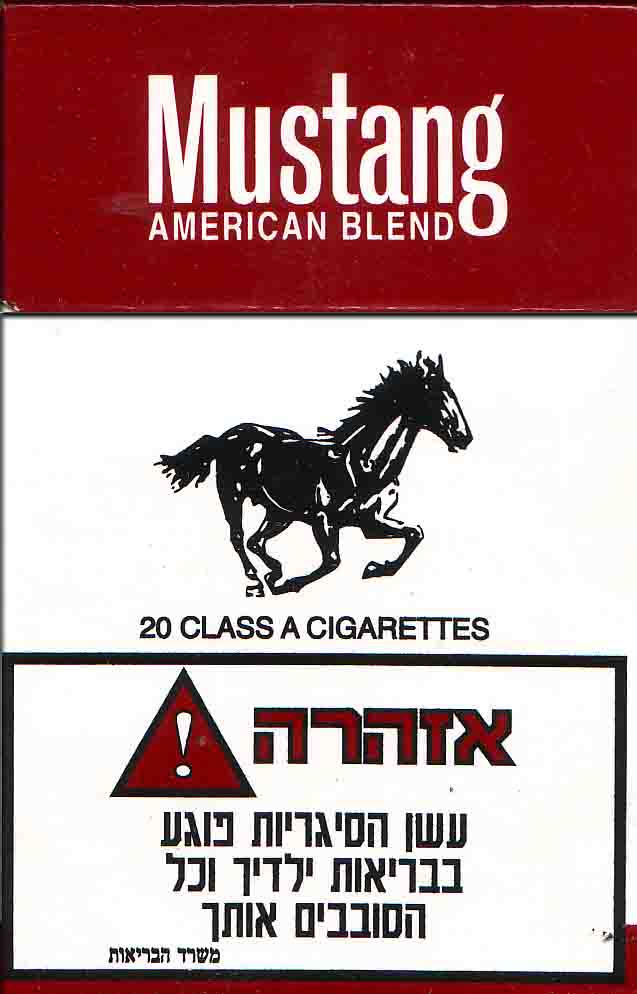 Mustang
AMERICAN BLEND
20 CLASS A CIGARETTES
אזהרה
עשן הסיגריות פוגע
בבריאות ילדיך וכל
הסובבים אותך
משרד הבריאות